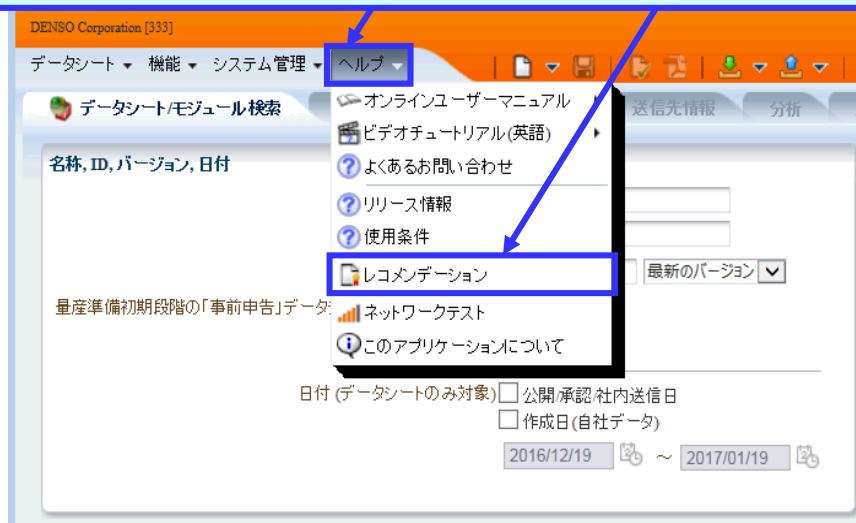 DENSO Corporation [333]
データシート 機能 システム管理 ヘルプ
データシート/モジュール検索 送信先情報 分析
オンラインユーザーマニュアル
ビデオチュートリアル(英語)
よくあるお問い合わせ
リリース情報
使用条件
レコメンデーション
ネットワークテスト
このアプリケーションについて
名称, ID, バージョン, 日付
最新のバージョン
量産準備初期段階の「事前申告」データ
日付 (データシートのみ対象) 公開/承認/社内送信日
作成日(自社データ)
2016/12/19 ～ 2017/01/19